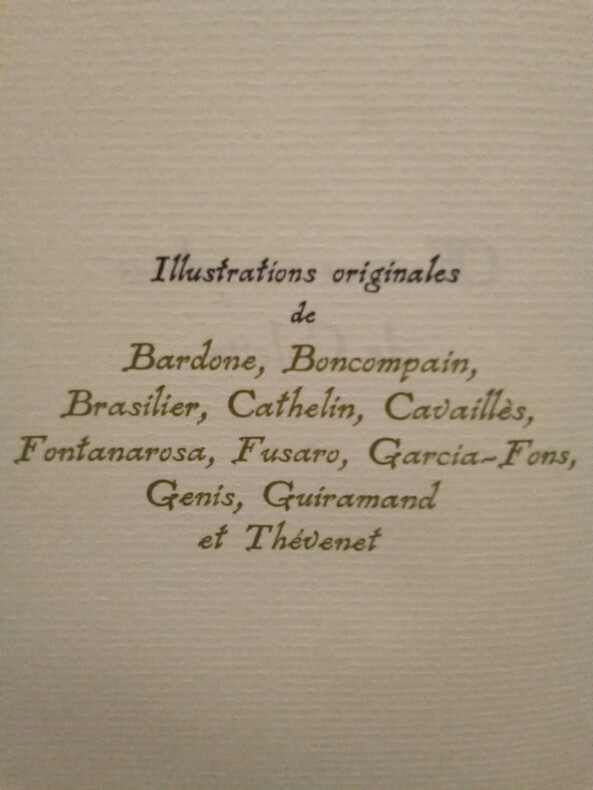 Illustrations originales
de
Bardone, Boncompain,
Brasilier, Cathelin, Cavaillès,
Fontanarosa, Fusaro, Garcia-Fons,
Genis, Guiramand
et Thévenet